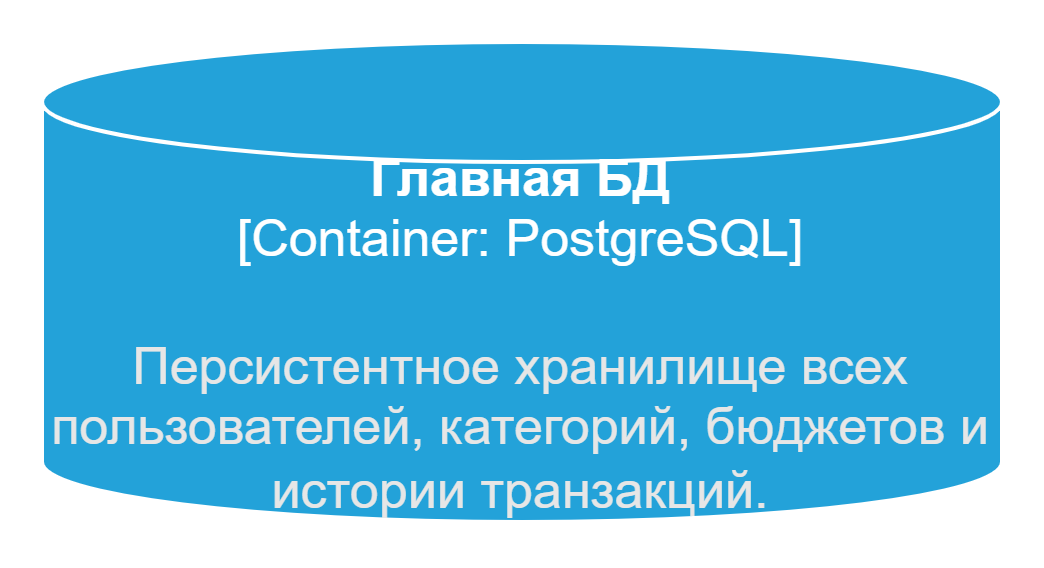 Главная БД
[Container: PostgreSQL]
Персистентное хранилище всех
пользователей, категорий, бюджетов и
истории транзакций.